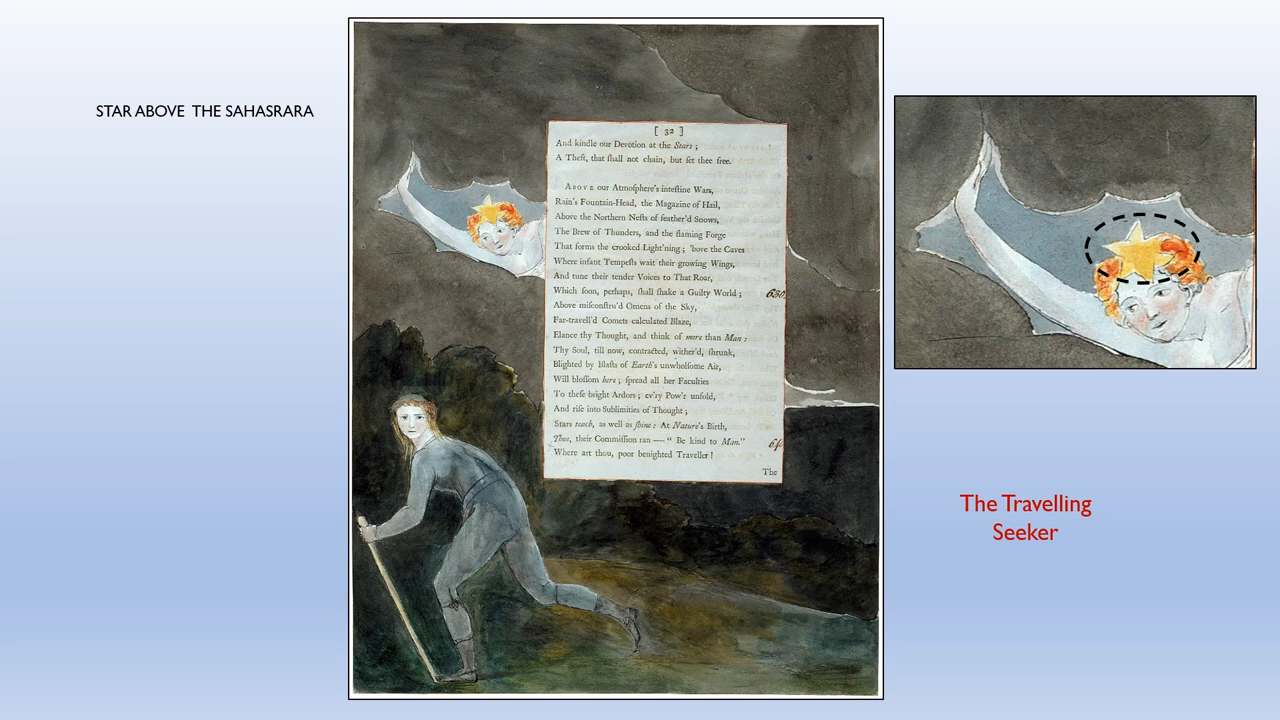 STAR ABOVE THE SAHASRARA
[ 32 ]
And kindle our Devotion at the Stars ;
A Theft, that ſhall not chain, but ſet thee free.
ABOVE our Atmoſphere's inteſtine Wars,
Rain's Fountain-Head, the Magazine of Hail,
Above the Northern Neſts of feather'd Snows,
The Brew of Thunders, and the flaming Forge
That forms the crooked Light'ning ; 'bove the Caves
Where infant Tempeſts wait their growing Wings,
And tune their tender Voices to That Roar,
Which ſoon, perhaps, ſhall ſhake a Guilty World ; 630
Above miſconſtru'd Omens of the Sky,
Far-travell'd Comets calculated Blaze,
Elance thy Thought, and think of more than Man :
Thy Soul, till now, contracted, wither'd, ſhrunk,
Blighted by Blaſts of Earth's unwholſome Air,
Will bloſſom here ; ſpread all her Faculties
To theſe bright Ardors ; ev'ry Pow'r unfold,
And riſe into Sublimities of Thought ;
Stars teach, as well as ſhine : At Nature's Birth,
Thus, their Commiſſion ran — " Be kind to Man."
Where art thou, poor benighted Traveller !
The
The Travelling
Seeker